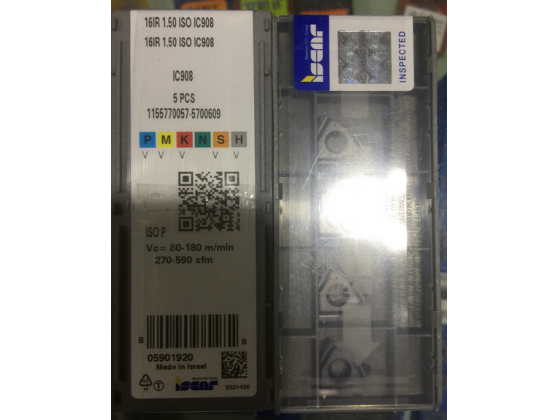 16IR 1.50 ISO IC908
16IR 1.50 ISO IC908
IC908
5 PCS
1155770057-5700609
P M K N S H
V V V V V
ISO P
Vc = 80-180 m/min
270-590 sfm
B B
05901920
Made in Israel
iscar
iscar
INSPECTED